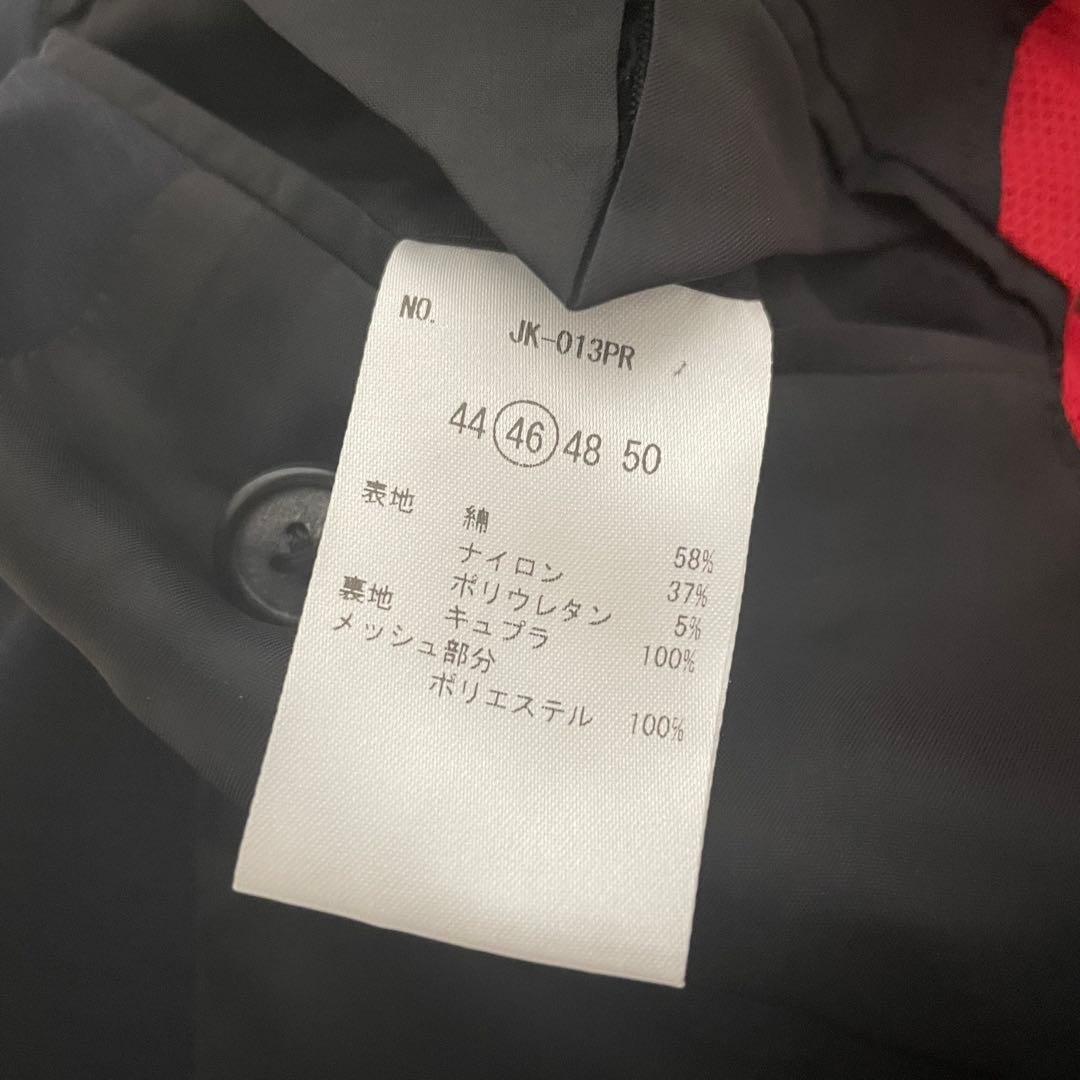 NO. JK-013PR
44 46 48 50
表地 綿 58%
ナイロン 37%
ポリウレタン 5%
裏地 キュプラ 100%
メッシュ部分
ポリエステル 100%